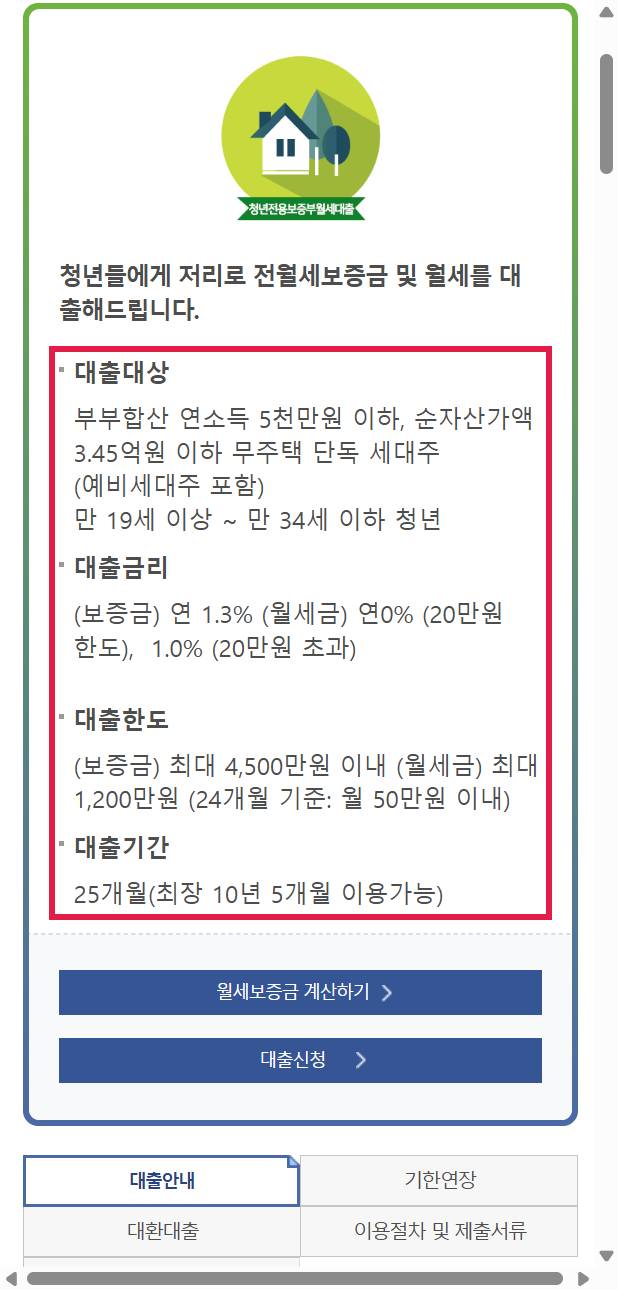 청년전용보증부월세대출
청년들에게 저리로 전월세보증금 및 월세를 대
출해드립니다.
대출대상
부부합산 연소득 5천만원 이하, 순자산가액
3.45억원 이하 무주택 단독 세대주
(예비세대주 포함)
만 19세 이상 ~ 만 34세 이하 청년
대출금리
(보증금) 연 1.3% (월세금) 연0% (20만원
한도), 1.0% (20만원 초과)
대출한도
(보증금) 최대 4,500만원 이내 (월세금) 최대
1,200만원 (24개월 기준: 월 50만원 이내)
대출기간
25개월(최장 10년 5개월 이용가능)
월세보증금 계산하기
대출신청
대출안내
기한연장
대환대출
이용절차 및 제출서류